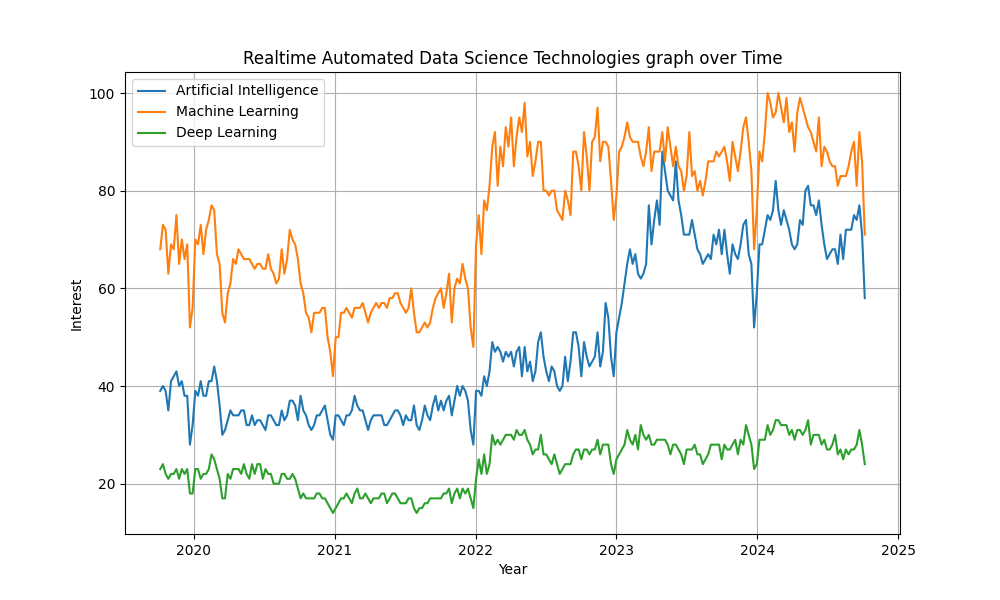 Realtime Automated Data Science Technologies graph over Time
Artificial Intelligence
Machine Learning
Deep Learning
100
80
60
40
20
Interest
2020 2021 2022 2023 2024 2025
Year